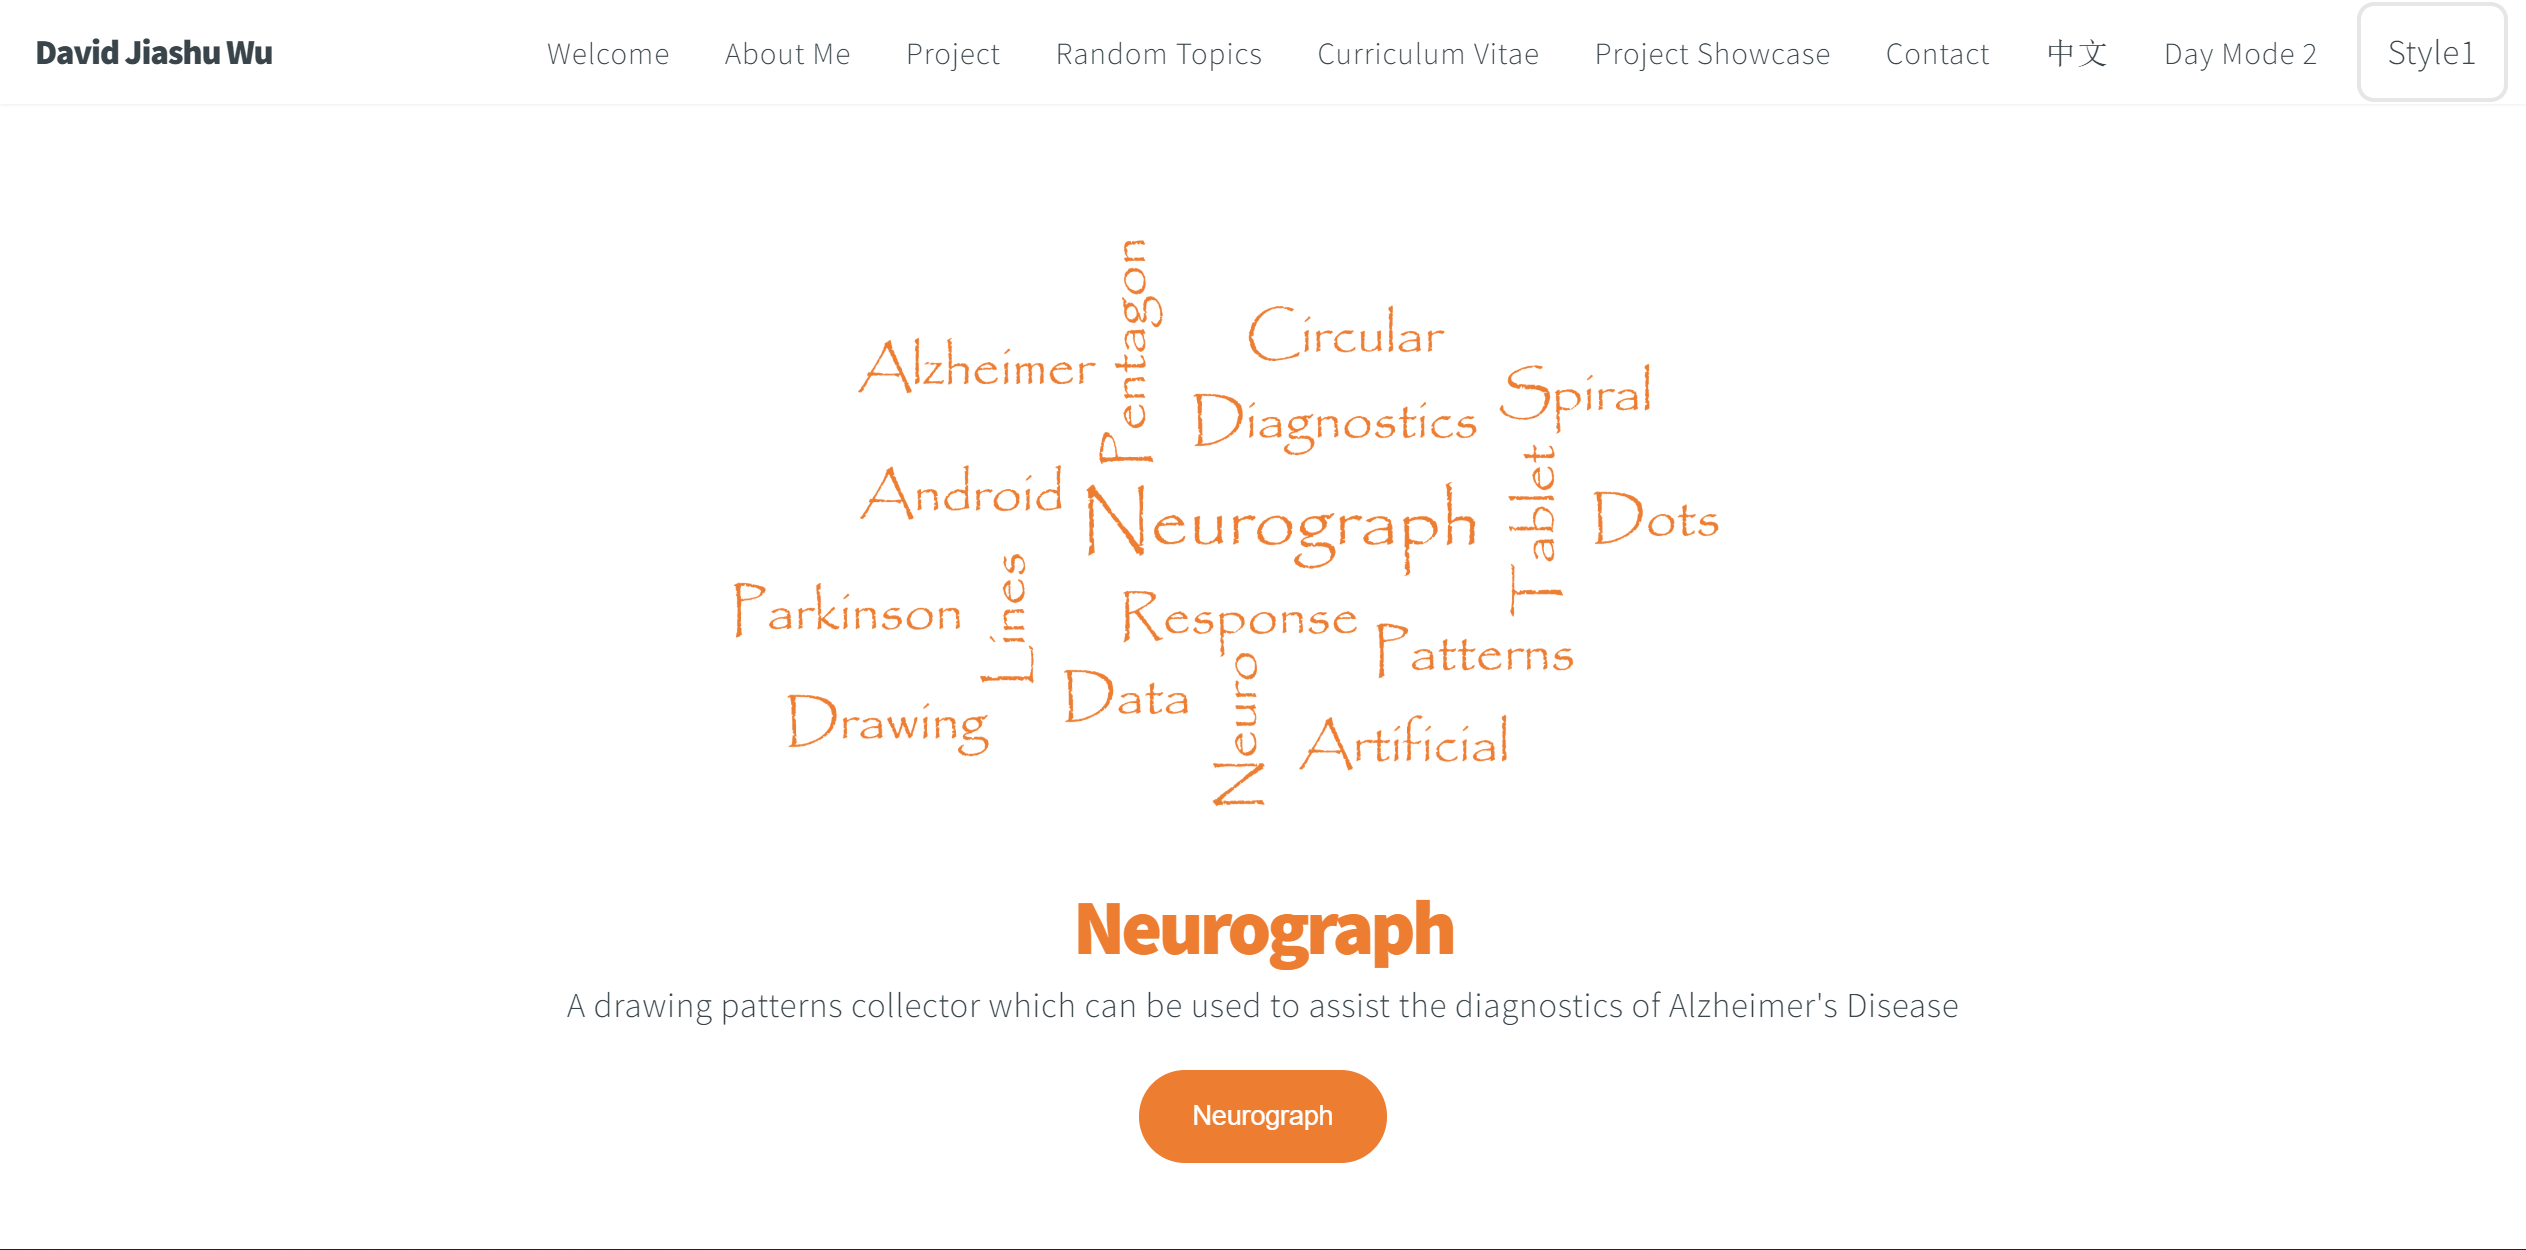 David Jiashu Wu
Welcome
About Me
Project
Random Topics
Curriculum Vitae
Project Showcase
Contact
中文
Day Mode 2
Style1
Pentagon
Circular
Alzheimer
Spiral
Diagnostics
Tablet
Android
Neurograph
Dots
Lines
Parkinson
Response
Patterns
Data
Neuro
Drawing
Artificial
Neurograph
A drawing patterns collector which can be used to assist the diagnostics of Alzheimer's Disease
Neurograph